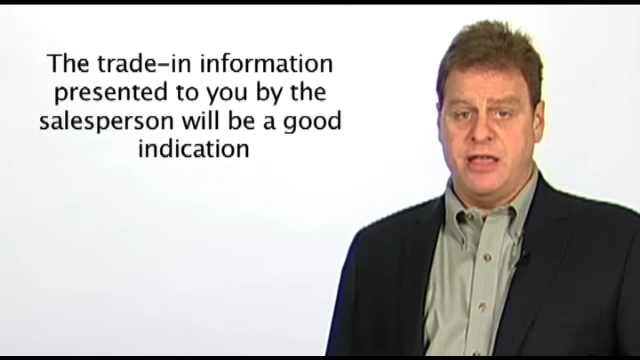 The trade-in information
presented to you by the
salesperson will be a good
indication